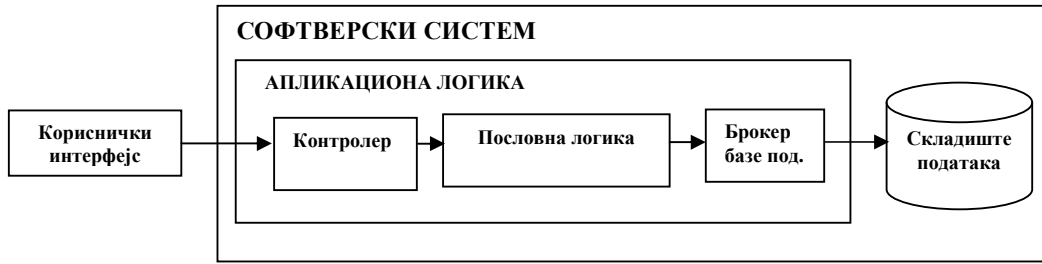 СОФТВЕРСКИ СИСТЕМ
АПЛИКАЦИОНА ЛОГИКА
Кориснички
интерфејс
Контролер
Пословна логика
Брокер
базе под.
Складиште
података